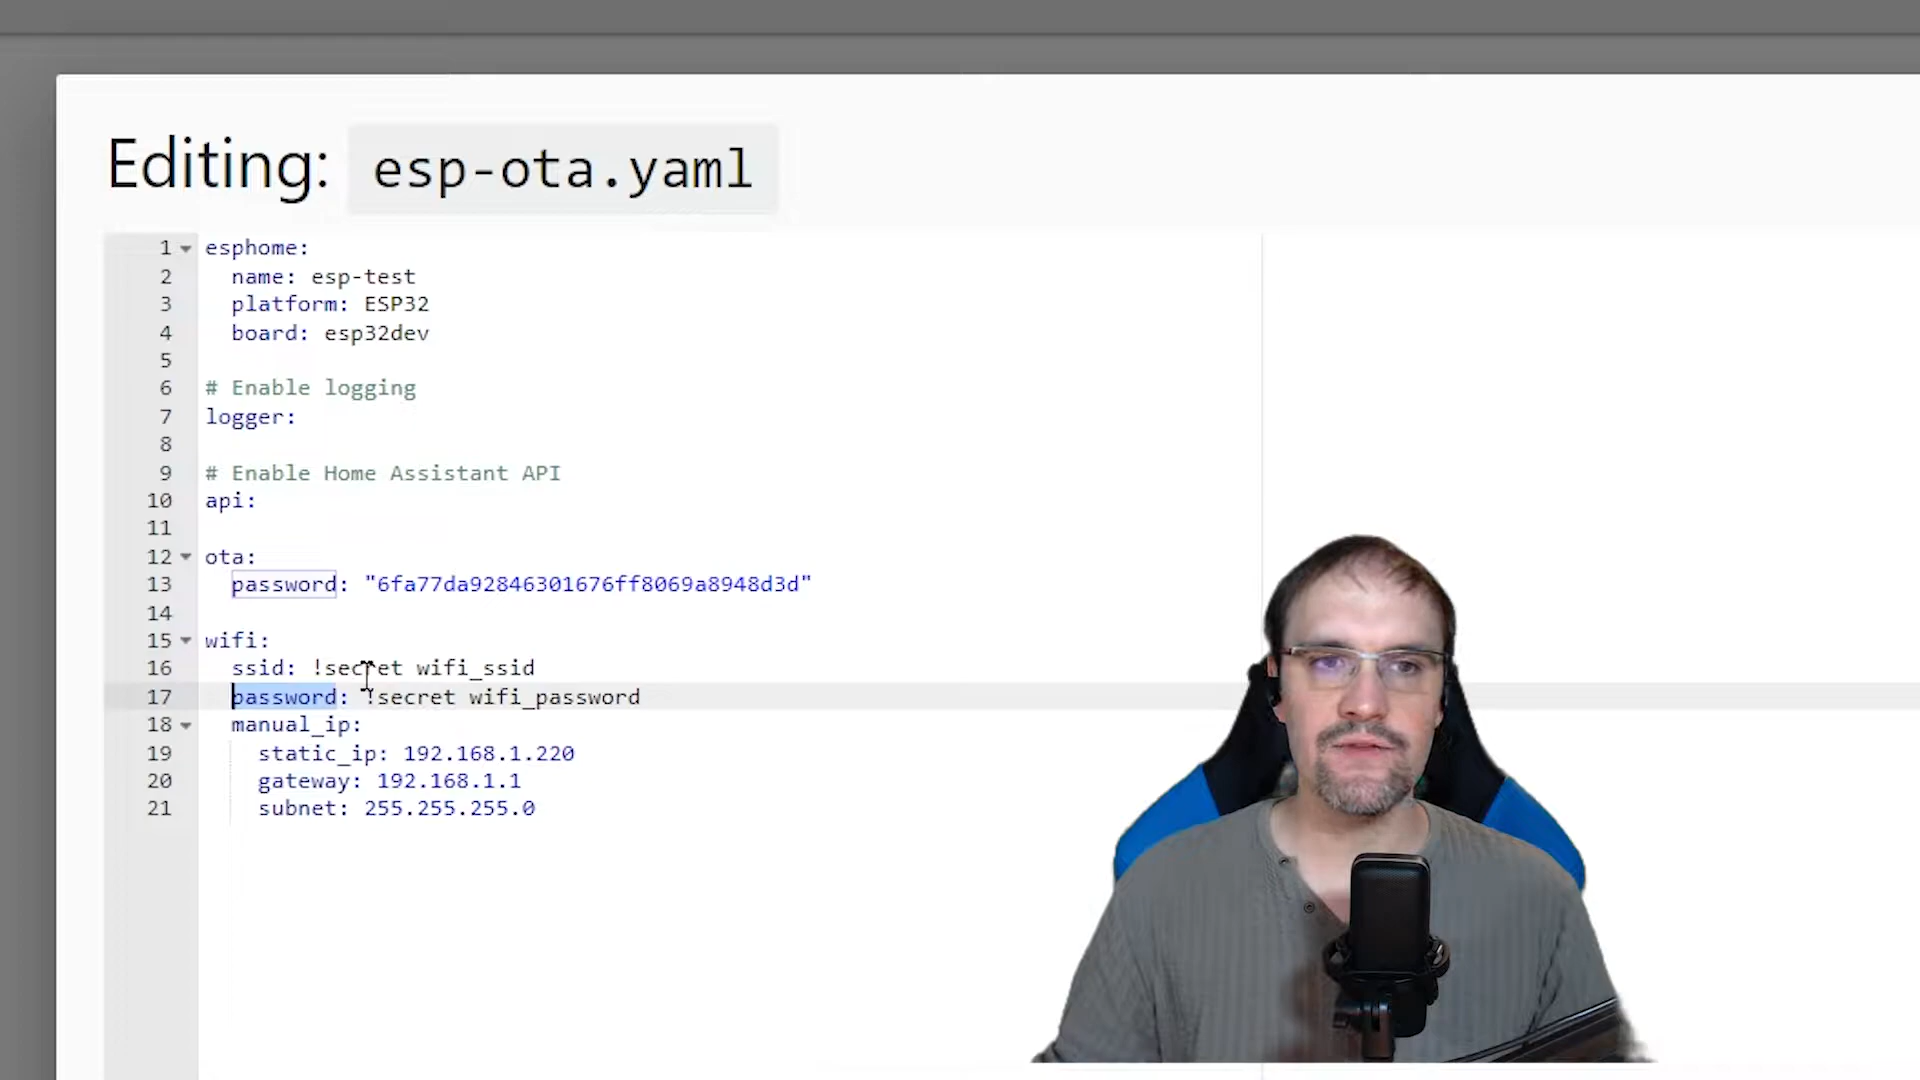 Editing: esp-ota.yaml
1 esphome:
2 name: esp-test
3 platform: ESP32
4 board: esp32dev
5
6 # Enable logging
7 logger:
8
9 # Enable Home Assistant API
10 api:
11
12 ota:
13 password: "6fa77da92846301676ff8069a8948d3d"
14
15 wifi:
16 ssid: !secret wifi_ssid
17 password: !secret wifi_password
18 manual_ip:
19 static_ip: 192.168.1.220
20 gateway: 192.168.1.1
21 subnet: 255.255.255.0